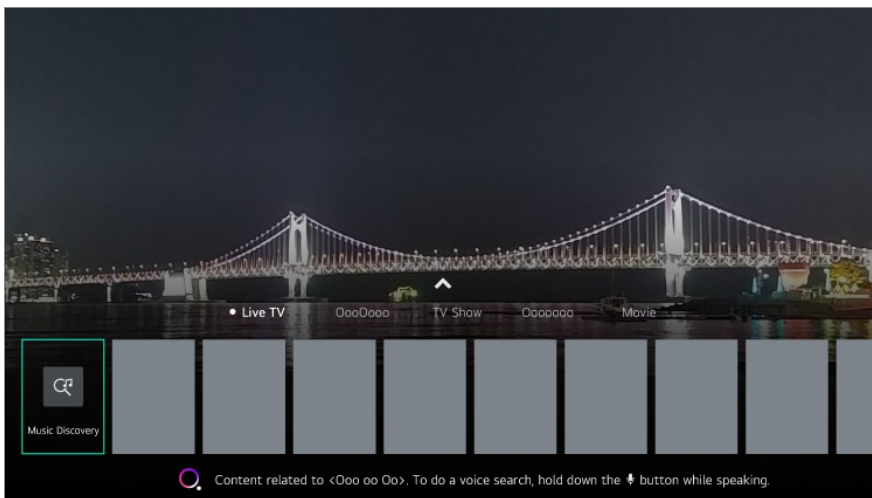 Live TV
OooOooo
TV Show
Ooooooo
Movie
Music Discovery
Content related to <Ooo oo Oo>. To do a voice search, hold down the button while speaking.